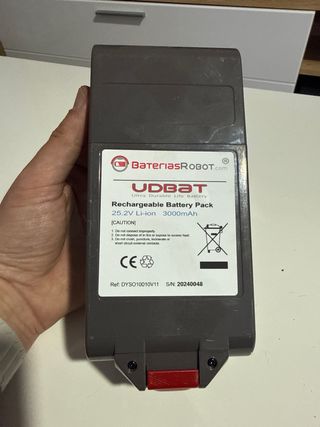 BATERIASROBOT.com®
UDBAT
Ultra Durable Life Battery
Rechargeable Battery Pack
25.2V Li-ion 3000mAh
[CAUTION]
1. Do not connect improperly.
2. Do not dispose of in fire or expose to excess heat.
3. Do not crush, puncture, incinerate or
short circuit external contacts.
CE
Ref: DYSO10010V11 S/N: 20240048